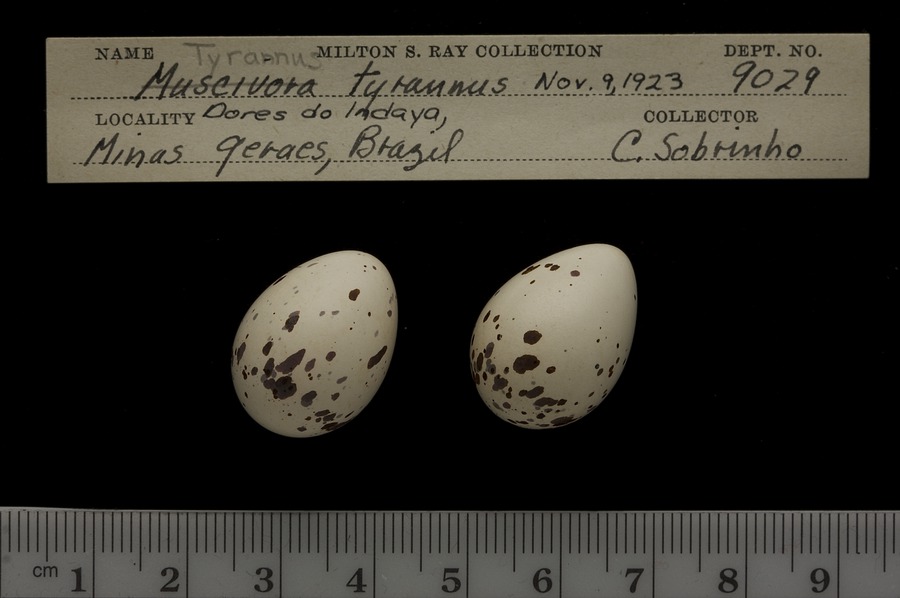 NAME Tyrannus MILTON S. RAY COLLECTION DEPT. NO.
Muscivora tyrannus Nov. 9, 1923 9029
LOCALITY Dores do Indaya, COLLECTOR
Minas geraes, Brazil C. Sobrinho
cm 1 2 3 4 5 6 7 8 9